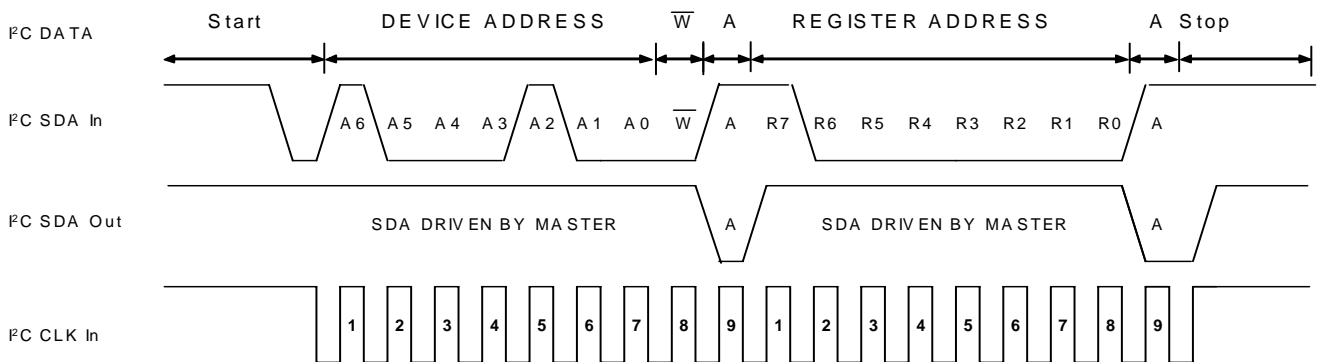 I²C DATA Start DEVICE ADDRESS W̅ A REGISTER ADDRESS A Stop
I²C SDA In A6 A5 A4 A3 A2 A1 A0 W̅ A R7 R6 R5 R4 R3 R2 R1 R0 A
I²C SDA Out SDA DRIVEN BY MASTER A SDA DRIVEN BY MASTER A
I²C CLK In 1 2 3 4 5 6 7 8 9 1 2 3 4 5 6 7 8 9